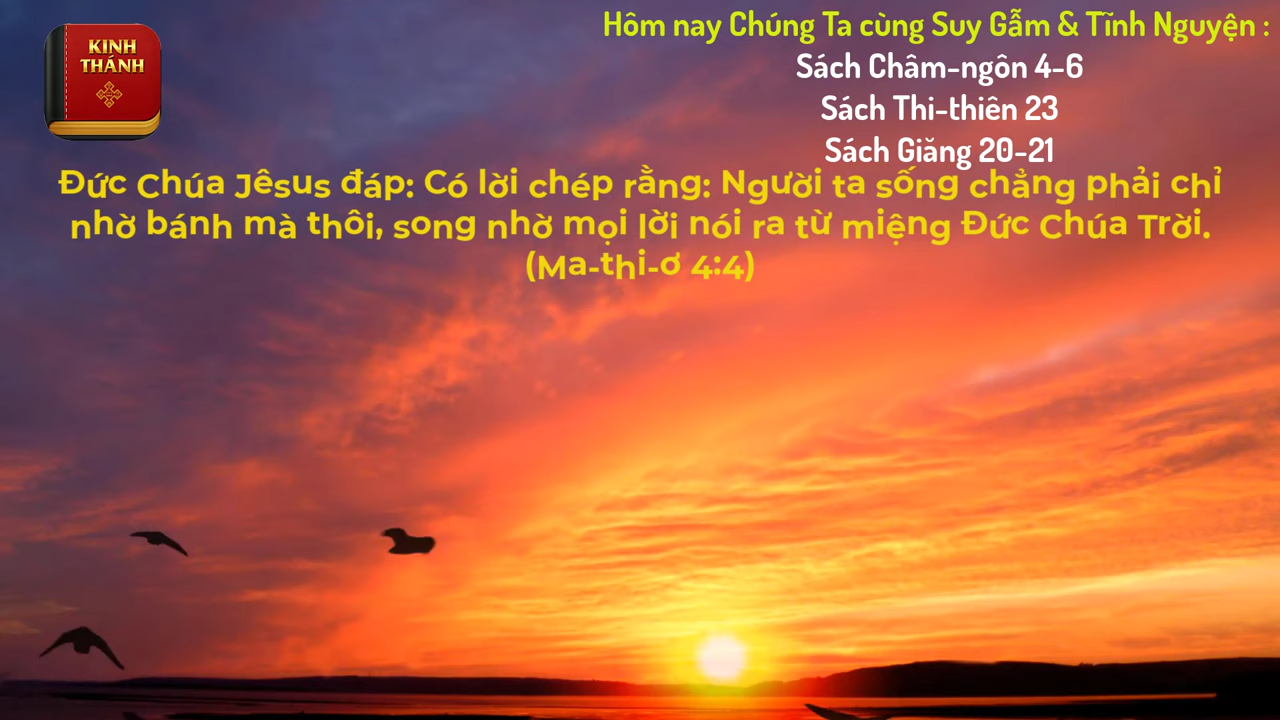 KINH
THÁNH
Hôm nay Chúng Ta cùng Suy Gẫm & Tĩnh Nguyện :
Sách Châm-ngôn 4-6
Sách Thi-thiên 23
Sách Giăng 20-21
Đức Chúa Jêsus đáp: Có lời chép rằng: Người ta sống chẳng phải chỉ
nhờ bánh mà thôi, song nhờ mọi lời nói ra từ miệng Đức Chúa Trời.
(Ma-thi-ơ 4:4)